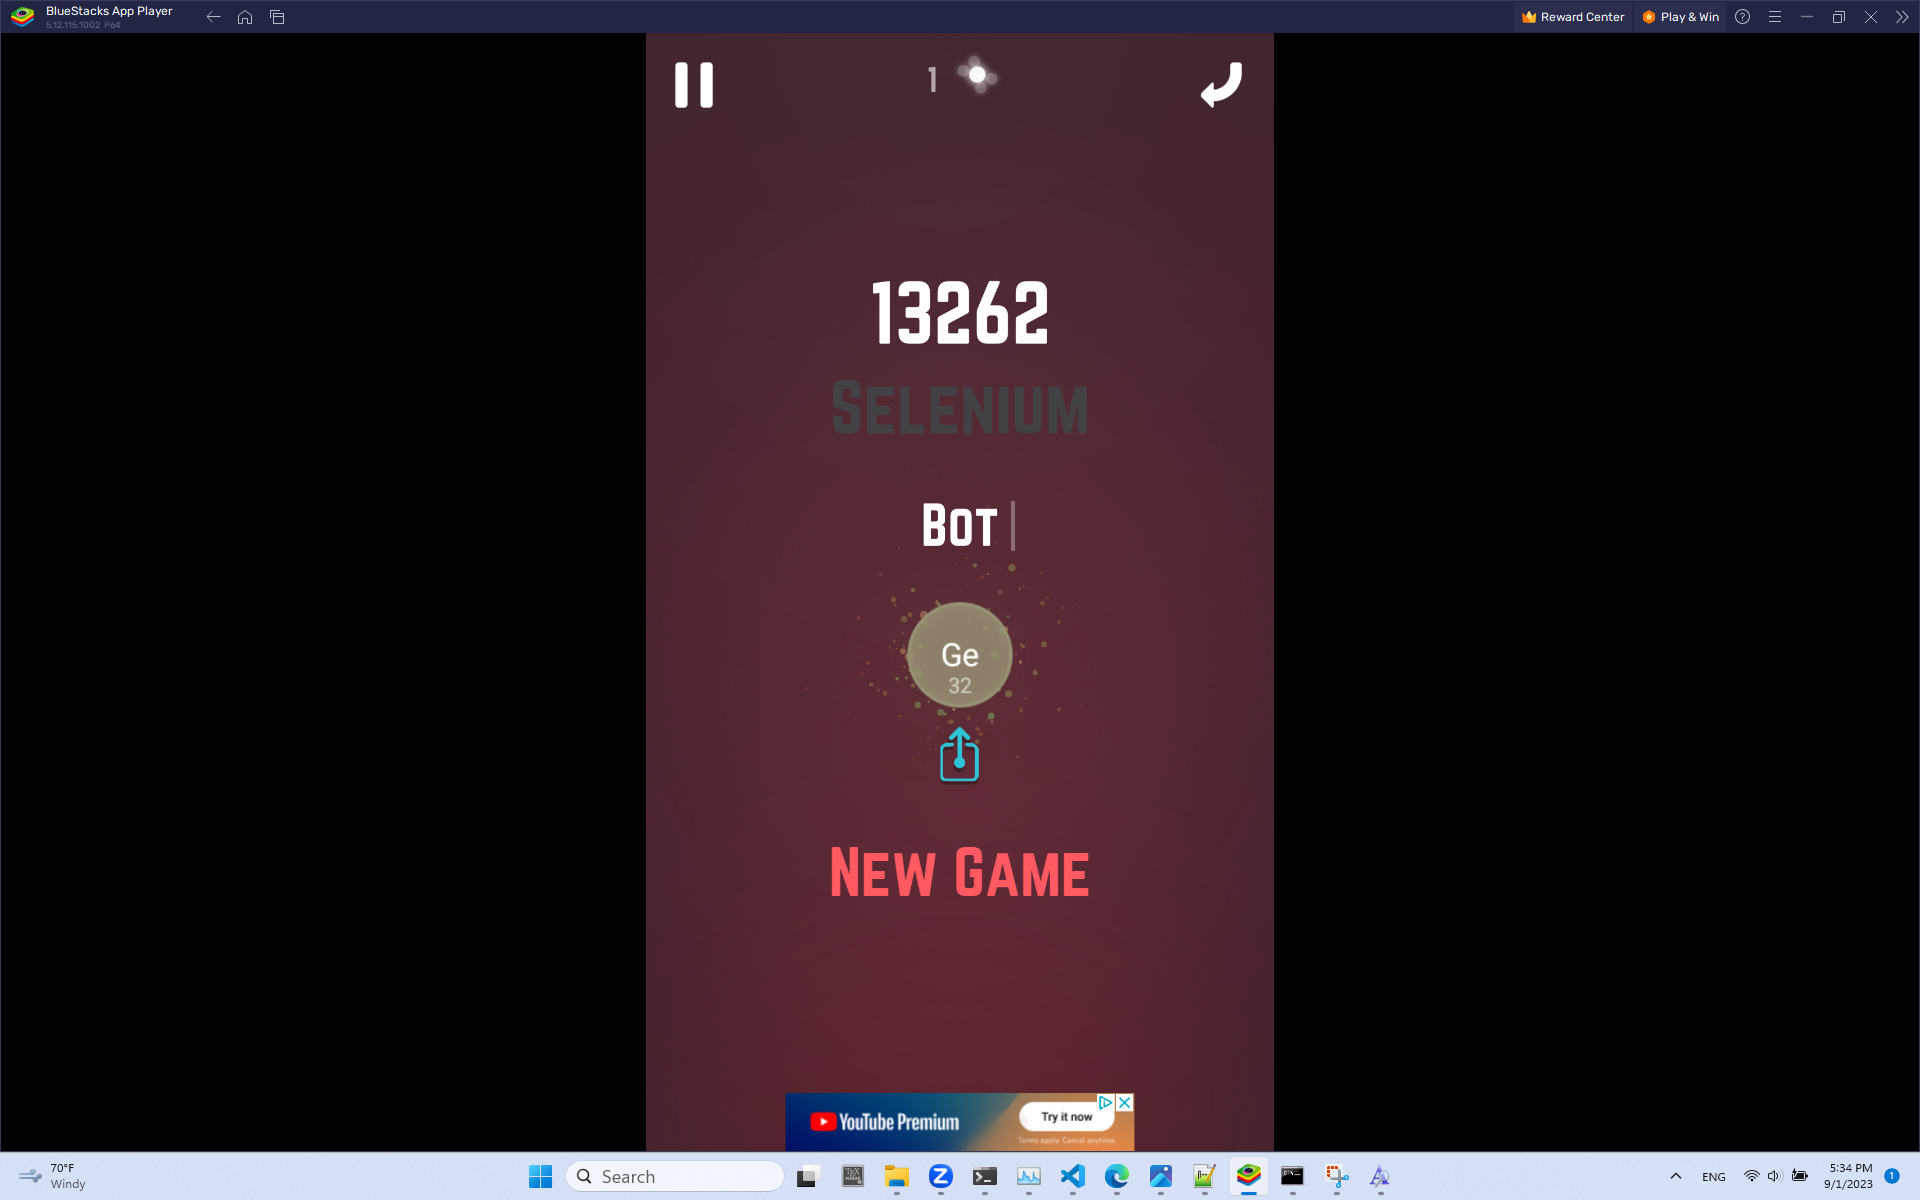 BlueStacks App Player
5.12.115.1002 P64
Reward Center
Play & Win
1
13262
SELENIUM
BOT
Ge
32
NEW GAME
YouTube Premium
Try it now
Terms apply. Cancel anytime.
70°F
Windy
Search
ENG
5:34 PM
9/1/2023
1